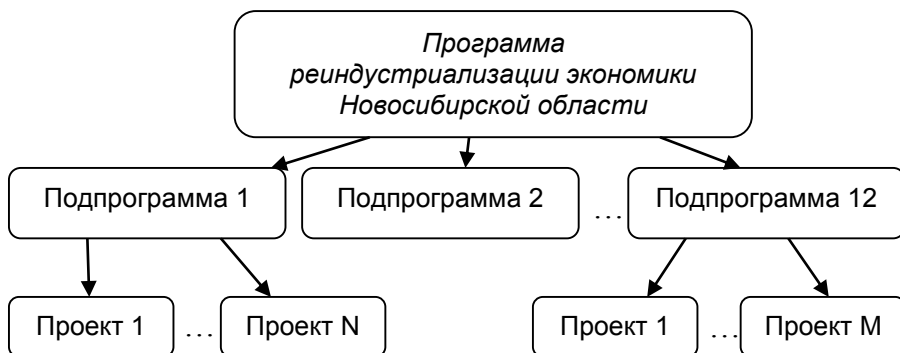 Программа
реиндустриализации экономики
Новосибирской области
Подпрограмма 1
Подпрограмма 2
...
Подпрограмма 12
Проект 1
...
Проект N
Проект 1
...
Проект M